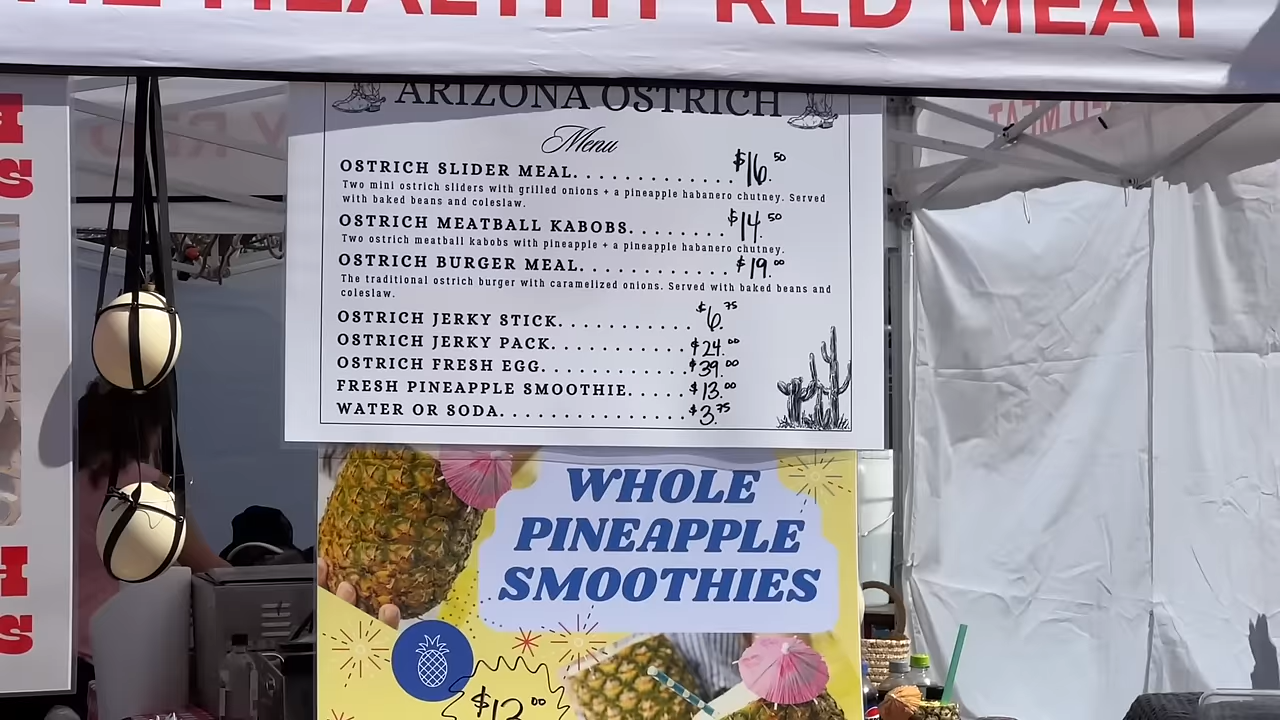 HE HEALTHY RED MEAT
ARIZONA OSTRICH
Menu
OSTRICH SLIDER MEAL............. $16.50
Two mini ostrich sliders with grilled onions + a pineapple habanero chutney. Served
with baked beans and coleslaw.
OSTRICH MEATBALL KABOBS........ $14.50
Two ostrich meatball kabobs with pineapple + a pineapple habanero chutney.
OSTRICH BURGER MEAL............ $19.00
The traditional ostrich burger with caramelized onions. Served with baked beans and
coleslaw.
OSTRICH JERKY STICK........... $6.75
OSTRICH JERKY PACK........... $24.00
OSTRICH FRESH EGG............ $39.00
FRESH PINEAPPLE SMOOTHIE..... $13.00
WATER OR SODA............... $3.75
WHOLE
PINEAPPLE
SMOOTHIES
$13.00
H
S
H
S
RED MEAT
Y RED